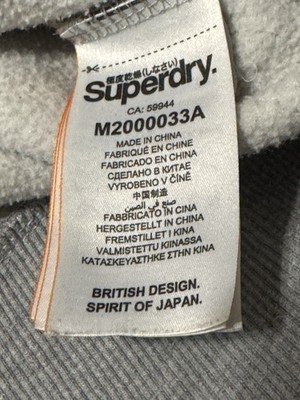 極度乾燥(しなさい)
Superdry.
CA: 59944
M2000033A
MADE IN CHINA
FABRIQUÉ EN CHINE
FABRICADO EN CHINA
СДЕЛАНО В КИТАЕ
VYROBENO V ČÍNĚ
中国制造
صنع في الصين
FABBRICATO IN CINA
HERGESTELLT IN CHINA
FREMSTILLET I KINA
VALMISTETTU KIINASSA
ΚΑΤΑΣΚΕΥΑΣΤΗΚΕ ΣΤΗΝ ΚΙΝΑ
BRITISH DESIGN.
SPIRIT OF JAPAN.